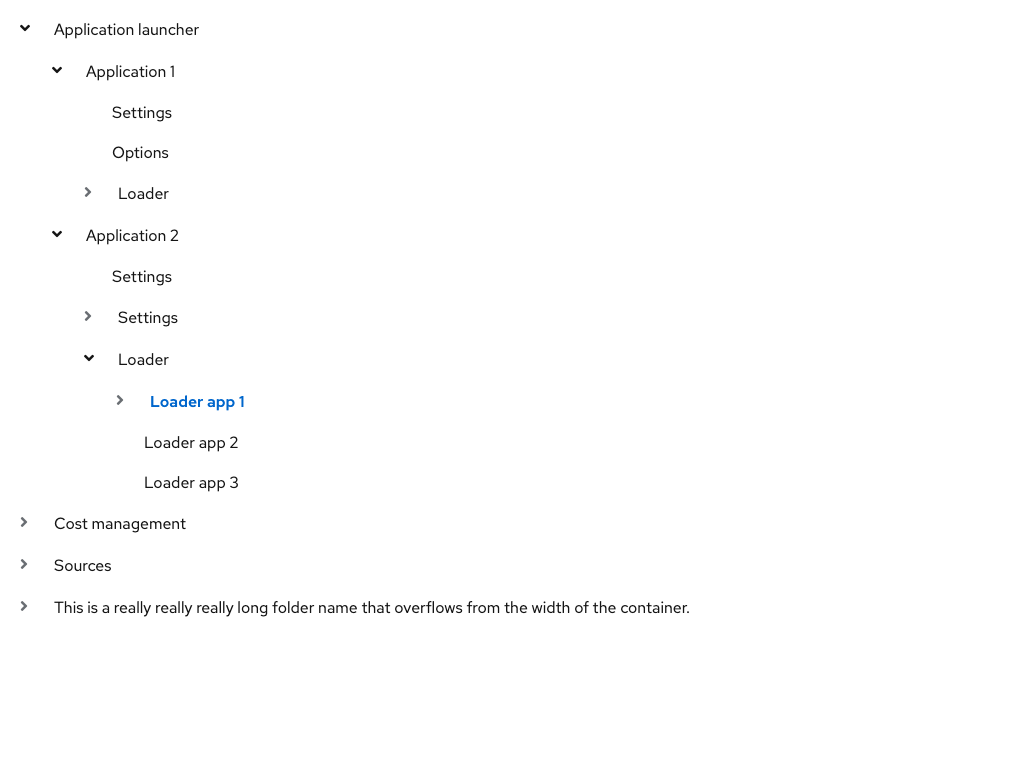 Application launcher
Application 1
Settings
Options
Loader
Application 2
Settings
Settings
Loader
Loader app 1
Loader app 2
Loader app 3
Cost management
Sources
This is a really really really long folder name that overflows from the width of the container.